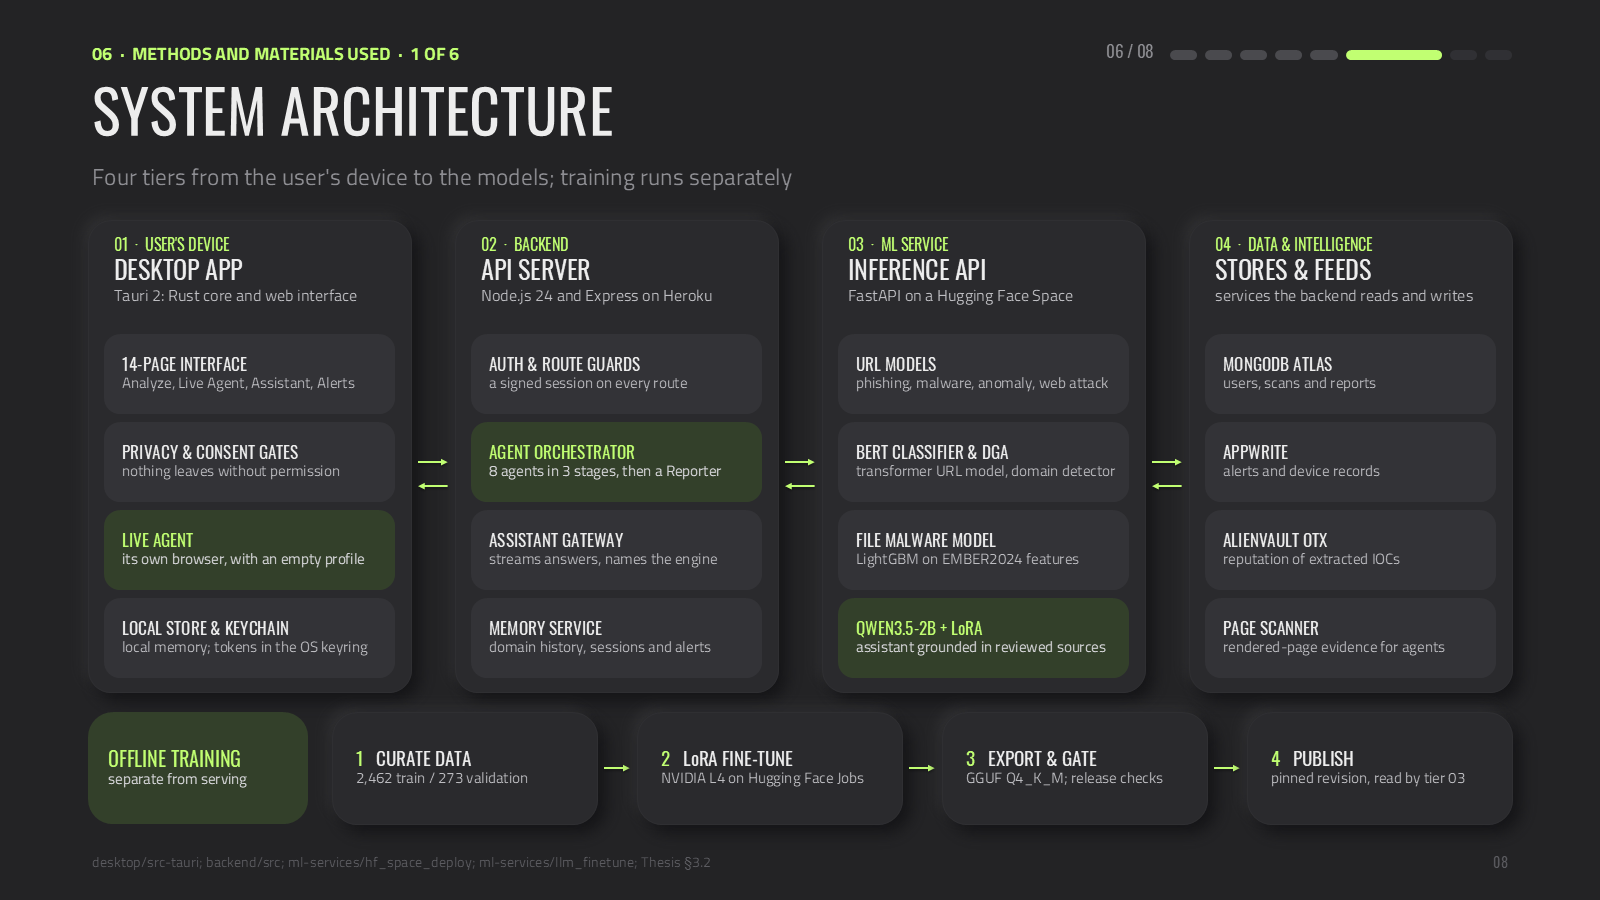 06 · METHODS AND MATERIALS USED · 1 OF 6
06 / 08
SYSTEM ARCHITECTURE
Four tiers from the user's device to the models; training runs separately
01 · USER'S DEVICE
DESKTOP APP
Tauri 2: Rust core and web interface
14-PAGE INTERFACE
Analyze, Live Agent, Assistant, Alerts
PRIVACY & CONSENT GATES
nothing leaves without permission
LIVE AGENT
its own browser, with an empty profile
LOCAL STORE & KEYCHAIN
local memory; tokens in the OS keyring
02 · BACKEND
API SERVER
Node.js 24 and Express on Heroku
AUTH & ROUTE GUARDS
a signed session on every route
AGENT ORCHESTRATOR
8 agents in 3 stages, then a Reporter
ASSISTANT GATEWAY
streams answers, names the engine
MEMORY SERVICE
domain history, sessions and alerts
03 · ML SERVICE
INFERENCE API
FastAPI on a Hugging Face Space
URL MODELS
phishing, malware, anomaly, web attack
BERT CLASSIFIER & DGA
transformer URL model, domain detector
FILE MALWARE MODEL
LightGBM on EMBER2024 features
QWEN3.5-2B + LoRA
assistant grounded in reviewed sources
04 · DATA & INTELLIGENCE
STORES & FEEDS
services the backend reads and writes
MONGODB ATLAS
users, scans and reports
APPWRITE
alerts and device records
ALIENVAULT OTX
reputation of extracted IOCs
PAGE SCANNER
rendered-page evidence for agents
OFFLINE TRAINING
separate from serving
1 CURATE DATA
2,462 train / 273 validation
2 LoRA FINE-TUNE
NVIDIA L4 on Hugging Face Jobs
3 EXPORT & GATE
GGUF Q4_K_M; release checks
4 PUBLISH
pinned revision, read by tier 03
desktop/src-tauri; backend/src; ml-services/hf_space_deploy; ml-services/llm_finetune; Thesis §3.2
08